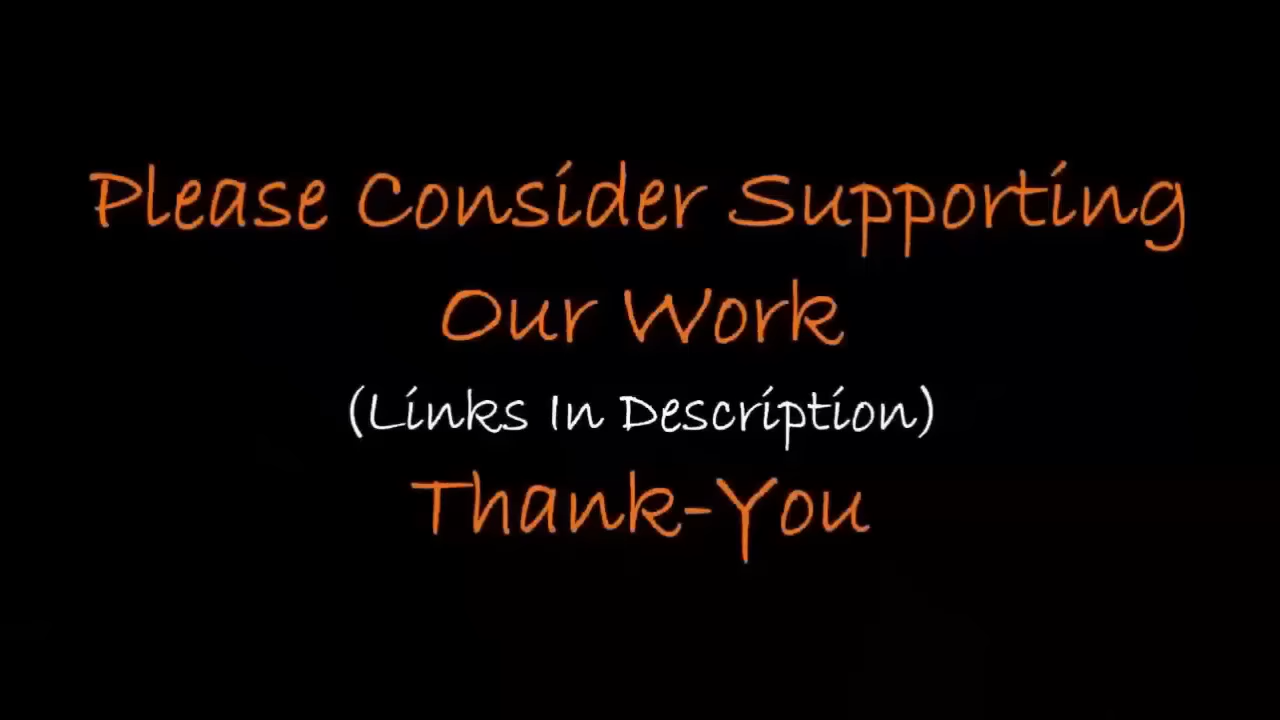 Please Consider Supporting
Our Work
(Links In Description)
Thank-You